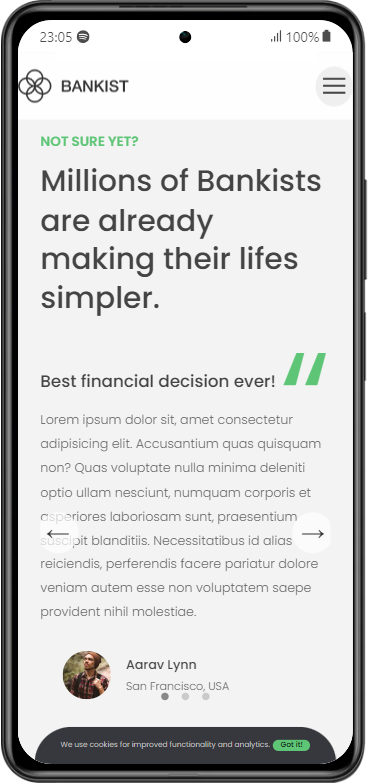 23:05 100%
BANKIST
NOT SURE YET?
Millions of Bankists
are already
making their lifes
simpler.
Best financial decision ever! “
Lorem ipsum dolor sit, amet consectetur
adipisicing elit. Accusantium quas quisquam
non? Quas voluptate nulla minima deleniti
optio ullam nesciunt, numquam corporis et
asperiores laboriosam sunt, praesentium
suscipit blanditiis. Necessitatibus id alias
reiciendis, perferendis facere pariatur dolore
veniam autem esse non voluptatem saepe
provident nihil molestiae.
Aarav Lynn
San Francisco, USA
We use cookies for improved functionality and analytics. Got it!